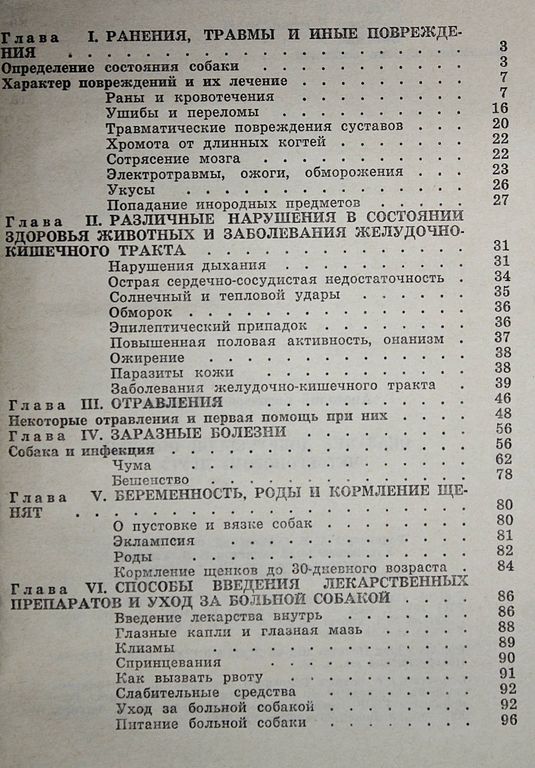 Глава I. РАНЕНИЯ, ТРАВМЫ И ИНЫЕ ПОВРЕЖДЕ-
НИЯ . . . . . . . . . . . . . . . 3
Определение состояния собаки . . . . . . . . 3
Характер повреждений и их лечение . . . . . . 7
Раны и кровотечения . . . . . . . . 7
Ушибы и переломы . . . . . . . . 16
Травматические повреждения суставов . . . 20
Хромота от длинных когтей . . . . . . 22
Сотрясение мозга . . . . . . . . . 22
Электротравмы, ожоги, обморожения . . . 23
Укусы . . . . . . . . . . . . 26
Попадание инородных предметов . . . . 27
Глава II. РАЗЛИЧНЫЕ НАРУШЕНИЯ В СОСТОЯНИИ
ЗДОРОВЬЯ ЖИВОТНЫХ И ЗАБОЛЕВАНИЯ ЖЕЛУДОЧНО-
КИШЕЧНОГО ТРАКТА . . . . . . . . . . 31
Нарушения дыхания . . . . . . . . 31
Острая сердечно-сосудистая недостаточность . 34
Солнечный и тепловой удары . . . . . 35
Обморок . . . . . . . . . . . 36
Эпилептический припадок . . . . . . 36
Повышенная половая активность, онанизм . 37
Ожирение . . . . . . . . . . . 38
Паразиты кожи . . . . . . . . . 38
Заболевания желудочно-кишечного тракта . 39
Глава III. ОТРАВЛЕНИЯ . . . . . . . . . 46
Некоторые отравления и первая помощь при них . . . 48
Глава IV. ЗАРАЗНЫЕ БОЛЕЗНИ . . . . . . . 56
Собака и инфекция . . . . . . . . . . . . 56
Чума . . . . . . . . . . . . 62
Бешенство . . . . . . . . . . 78
Глава V. БЕРЕМЕННОСТЬ, РОДЫ И КОРМЛЕНИЕ ЩЕ-
НЯТ . . . . . . . . . . . . . . . 80
О пустовке и вязке собак . . . . . . 80
Эклампсия . . . . . . . . . . 81
Роды . . . . . . . . . . . . 82
Кормление щенков до 30-дневного возраста . 84
Глава VI. СПОСОБЫ ВВЕДЕНИЯ ЛЕКАРСТВЕННЫХ
ПРЕПАРАТОВ И УХОД ЗА БОЛЬНОЙ СОБАКОЙ . . . . 86
Введение лекарства внутрь . . . . . . 86
Глазные капли и глазная мазь . . . . . 88
Клизмы . . . . . . . . . . . 89
Спринцевания . . . . . . . . . 90
Как вызвать рвоту . . . . . . . . 91
Слабительные средства . . . . . . . 92
Уход за больной собакой . . . . . . 92
Питание больной собаки . . . . . . 96